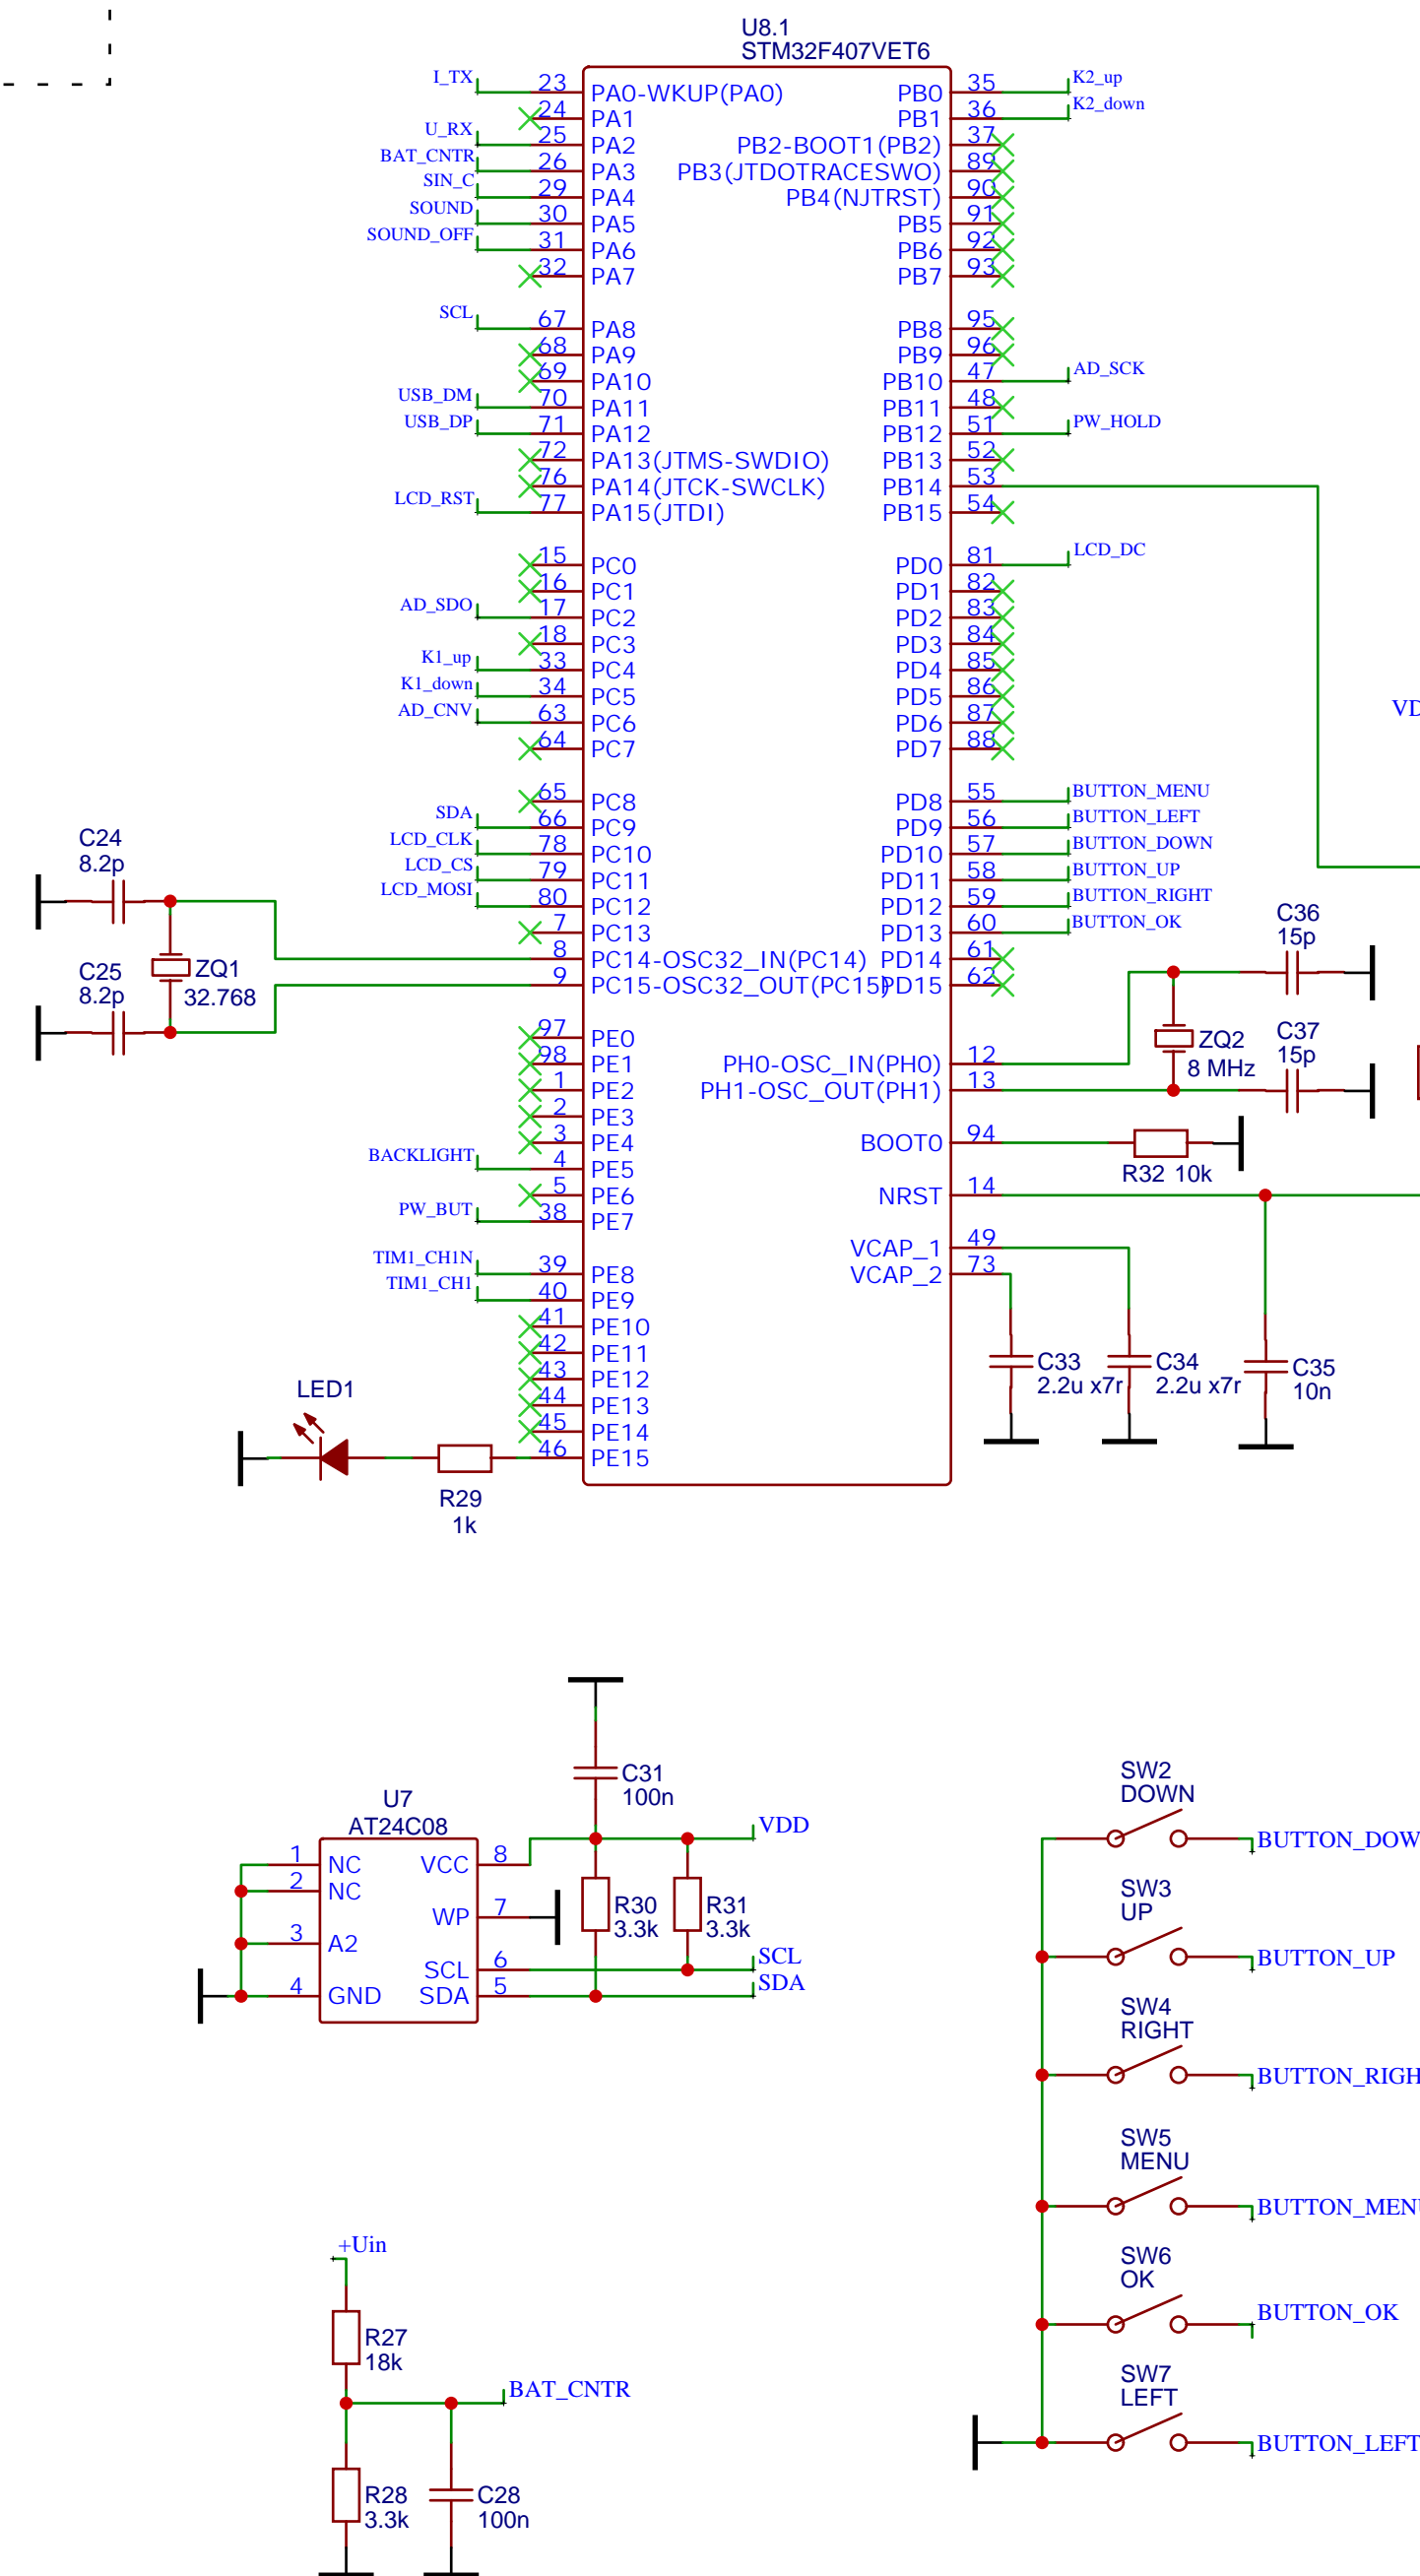 U8.1
STM32F407VET6
I_TX 23 PA0-WKUP(PA0) PB0 35 K2_up
24 PA1 PB1 36 K2_down
U_RX 25 PA2 PB2-BOOT1(PB2) 37
BAT_CNTR 26 PA3 PB3(JTDOTRACESWO) 89
SIN_C 29 PA4 PB4(NJTRST) 90
SOUND 30 PA5 PB5 91
SOUND_OFF 31 PA6 PB6 92
32 PA7 PB7 93
SCL 67 PA8 PB8 95
68 PA9 PB9 96
69 PA10 PB10 47 AD_SCK
USB_DM 70 PA11 PB11 48
USB_DP 71 PA12 PB12 51 PW_HOLD
72 PA13(JTMS-SWDIO) PB13 52
76 PA14(JTCK-SWCLK) PB14 53
LCD_RST 77 PA15(JTDI) PB15 54
15 PC0 PD0 81 LCD_DC
16 PC1 PD1 82
AD_SDO 17 PC2 PD2 83
18 PC3 PD3 84
K1_up 33 PC4 PD4 85
K1_down 34 PC5 PD5 86
AD_CNV 63 PC6 PD6 87
64 PC7 PD7 88
65 PC8 PD8 55 BUTTON_MENU
SDA 66 PC9 PD9 56 BUTTON_LEFT
LCD_CLK 78 PC10 PD10 57 BUTTON_DOWN
LCD_CS 79 PC11 PD11 58 BUTTON_UP
LCD_MOSI 80 PC12 PD12 59 BUTTON_RIGHT
7 PC13 PD13 60 BUTTON_OK
8 PC14-OSC32_IN(PC14) PD14 61
9 PC15-OSC32_OUT(PC15) PD15 62
C24
8.2p
C25
8.2p
ZQ1
32.768
97 PE0
98 PE1 PH0-OSC_IN(PH0) 12
1 PE2 PH1-OSC_OUT(PH1) 13
2 PE3
3 PE4 BOOT0 94
BACKLIGHT 4 PE5
5 PE6 NRST 14
PW_BUT 38 PE7
VCAP_1 49
TIM1_CH1N 39 PE8 VCAP_2 73
TIM1_CH1 40 PE9
41 PE10
42 PE11
43 PE12
44 PE13
45 PE14
46 PE15
C36
15p
ZQ2
8 MHz
C37
15p
R32 10k
C33
2.2u x7r
C34
2.2u x7r
C35
10n
LED1
R29
1k
C31
100n
U7
AT24C08
VDD
1 NC VCC 8
2 NC
WP 7
3 A2
SCL 6 SCL
4 GND SDA 5 SDA
R30
3.3k
R31
3.3k
SW2
DOWN
BUTTON_DOW
SW3
UP
BUTTON_UP
SW4
RIGHT
BUTTON_RIGH
SW5
MENU
BUTTON_MEN
SW6
OK
BUTTON_OK
SW7
LEFT
BUTTON_LEFT
+Uin
R27
18k
BAT_CNTR
R28
3.3k
C28
100n